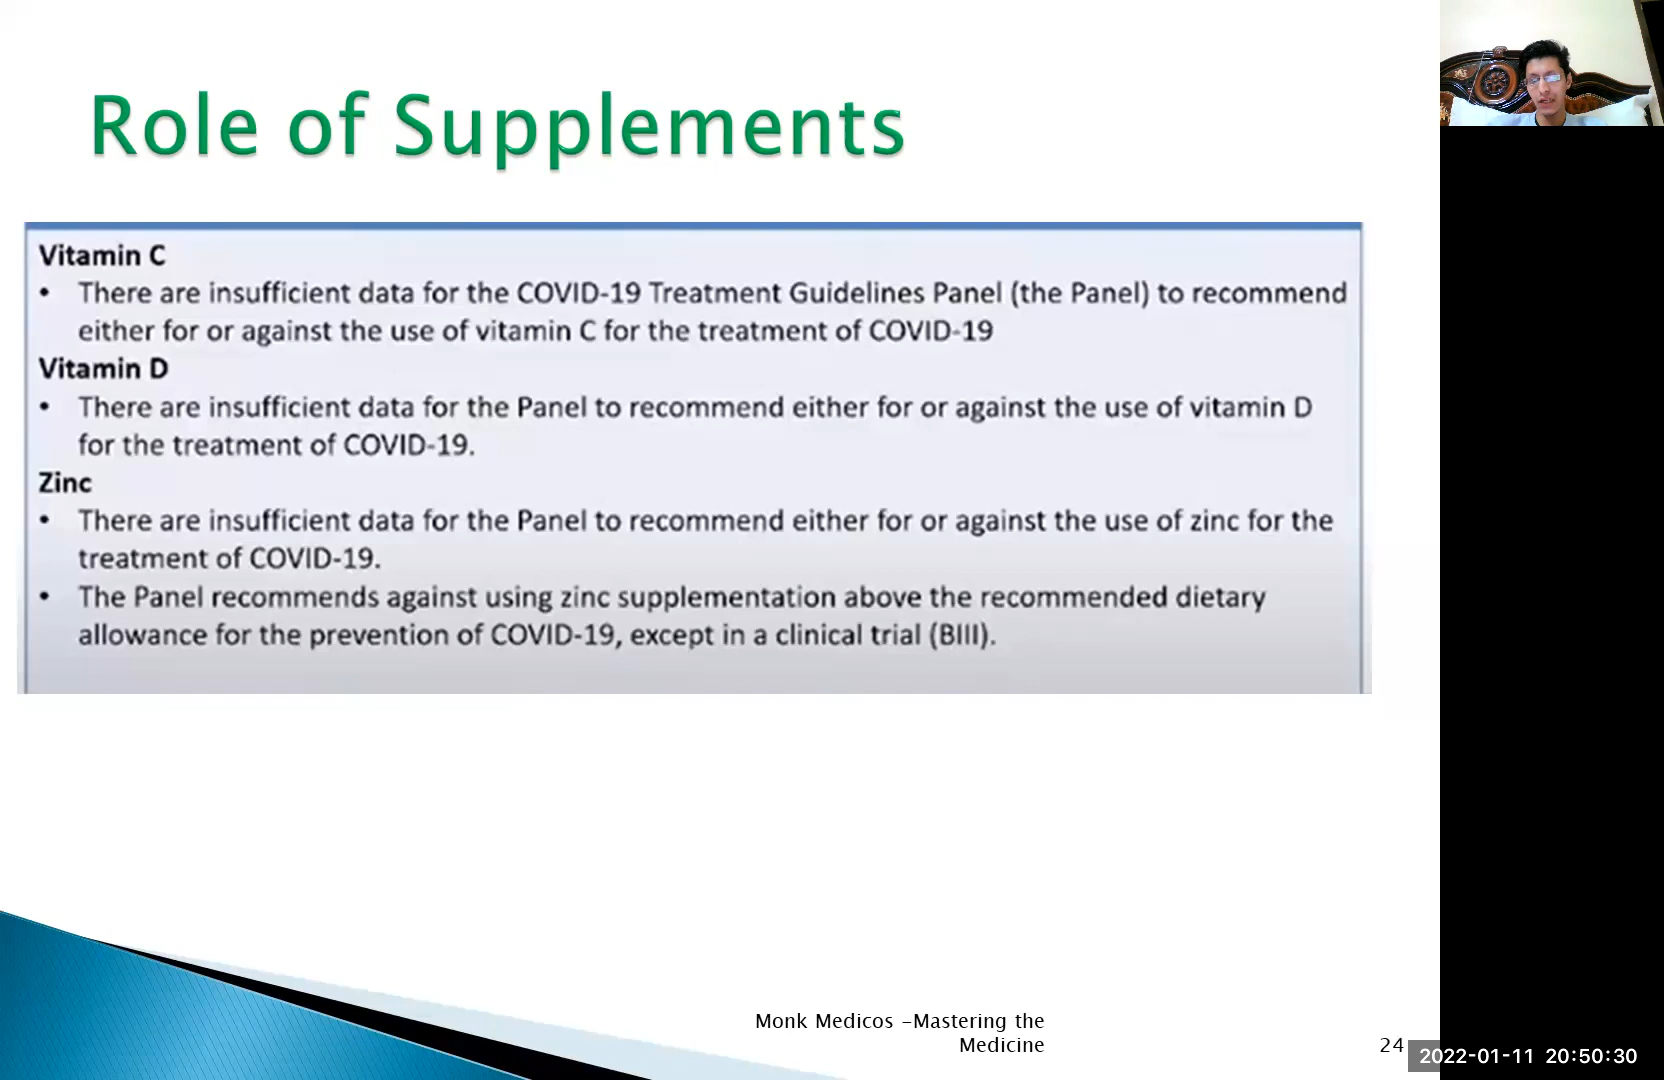 Role of Supplements
Vitamin C
• There are insufficient data for the COVID-19 Treatment Guidelines Panel (the Panel) to recommend
either for or against the use of vitamin C for the treatment of COVID-19
Vitamin D
• There are insufficient data for the Panel to recommend either for or against the use of vitamin D
for the treatment of COVID-19.
Zinc
• There are insufficient data for the Panel to recommend either for or against the use of zinc for the
treatment of COVID-19.
• The Panel recommends against using zinc supplementation above the recommended dietary
allowance for the prevention of COVID-19, except in a clinical trial (BIII).
Monk Medicos -Mastering the
Medicine
24
2022-01-11 20:50:30